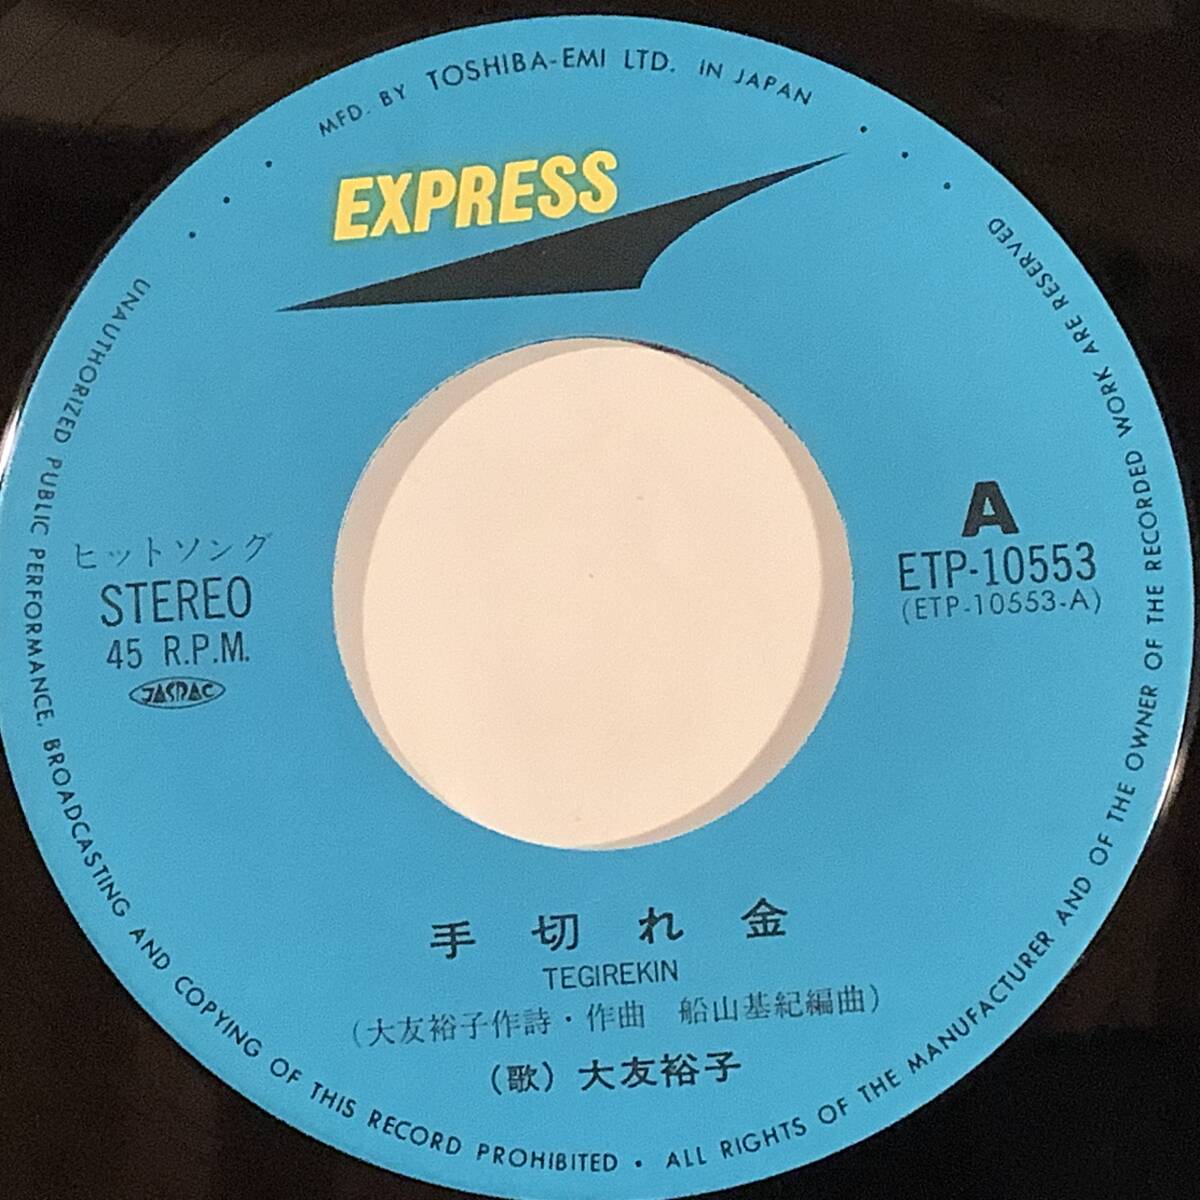 MFD. BY TOSHIBA-EMI LTD. IN JAPAN
EXPRESS
ヒットソング
STEREO
45 R.P.M.
JASRAC
A
ETP-10553
(ETP-10553-A)
手切れ金
TEGIREKIN
(大友裕子作詩・作曲 船山基紀編曲)
(歌) 大友裕子
UNAUTHORIZED PUBLIC PERFORMANCE, BROADCASTING AND COPYING OF THIS RECORD PROHIBITED • ALL RIGHTS OF THE MANUFACTURER AND OF THE OWNER OF THE RECORDED WORK ARE RESERVED